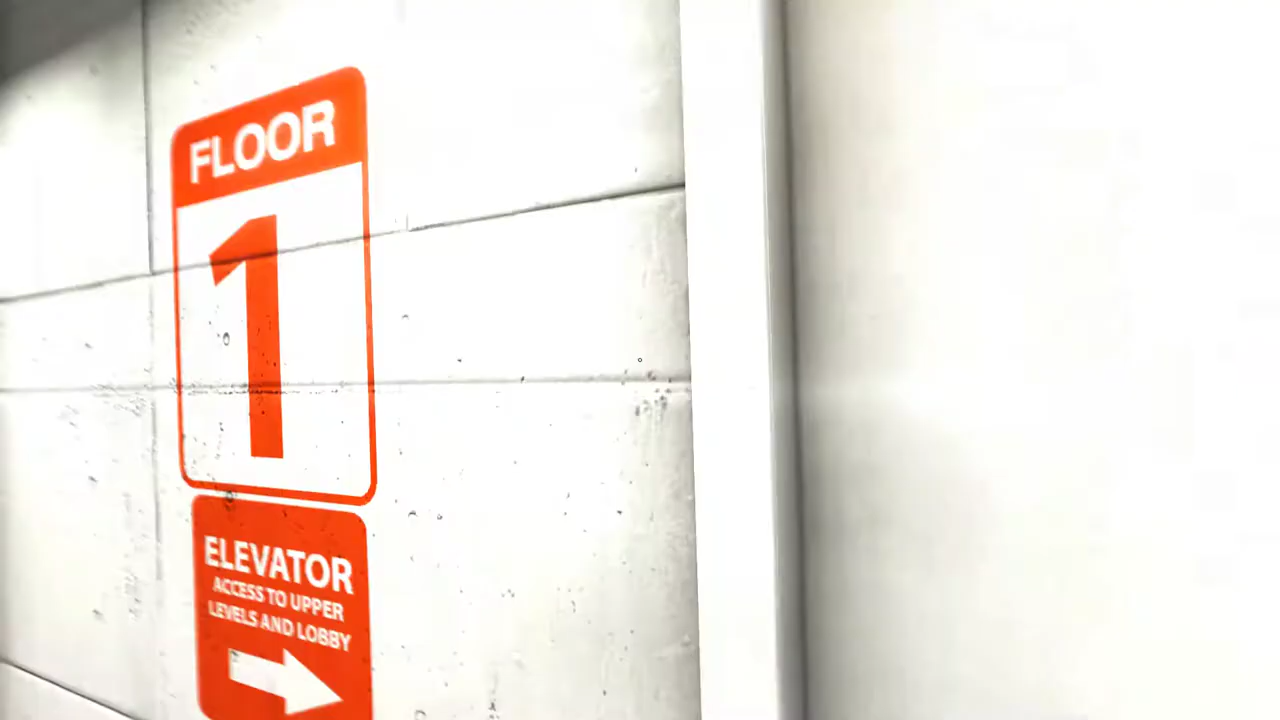 FLOOR
1
ELEVATOR
ACCESS TO UPPER
LEVELS AND LOBBY